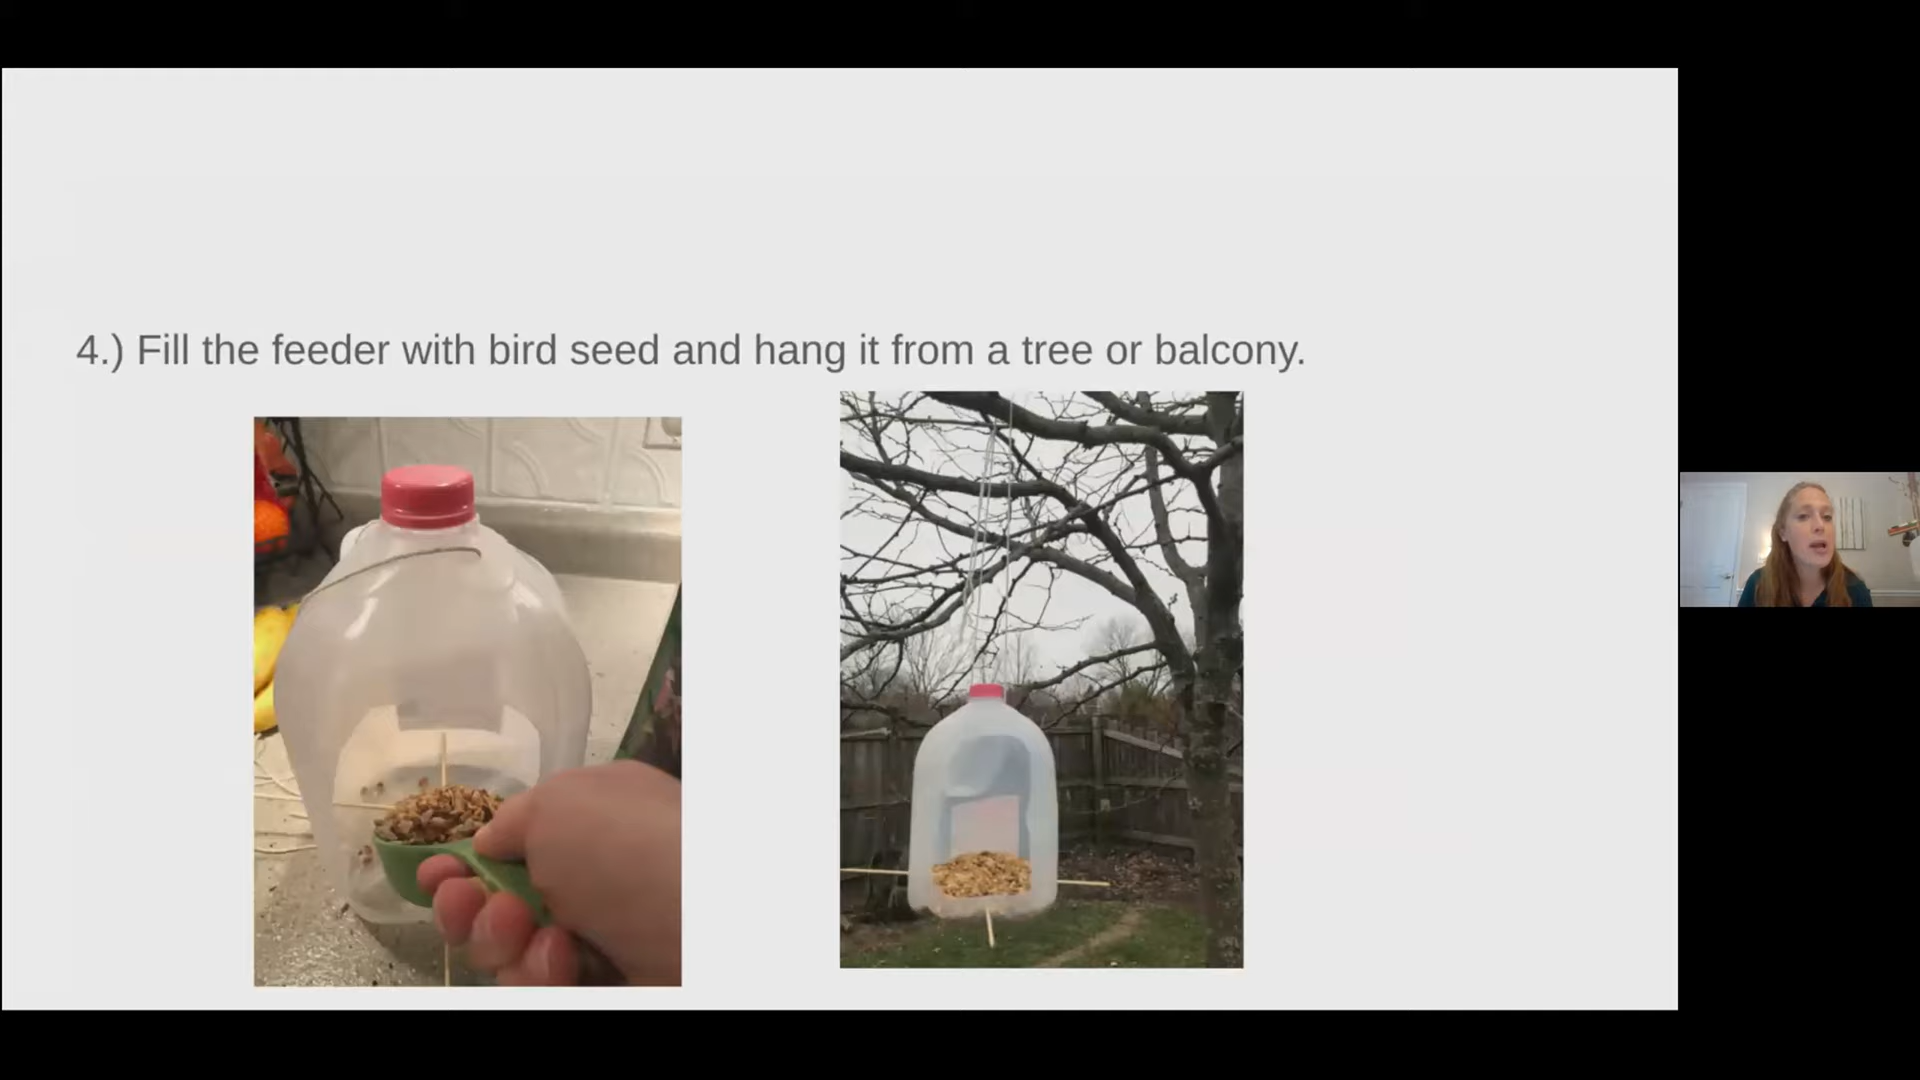 4.) Fill the feeder with bird seed and hang it from a tree or balcony.